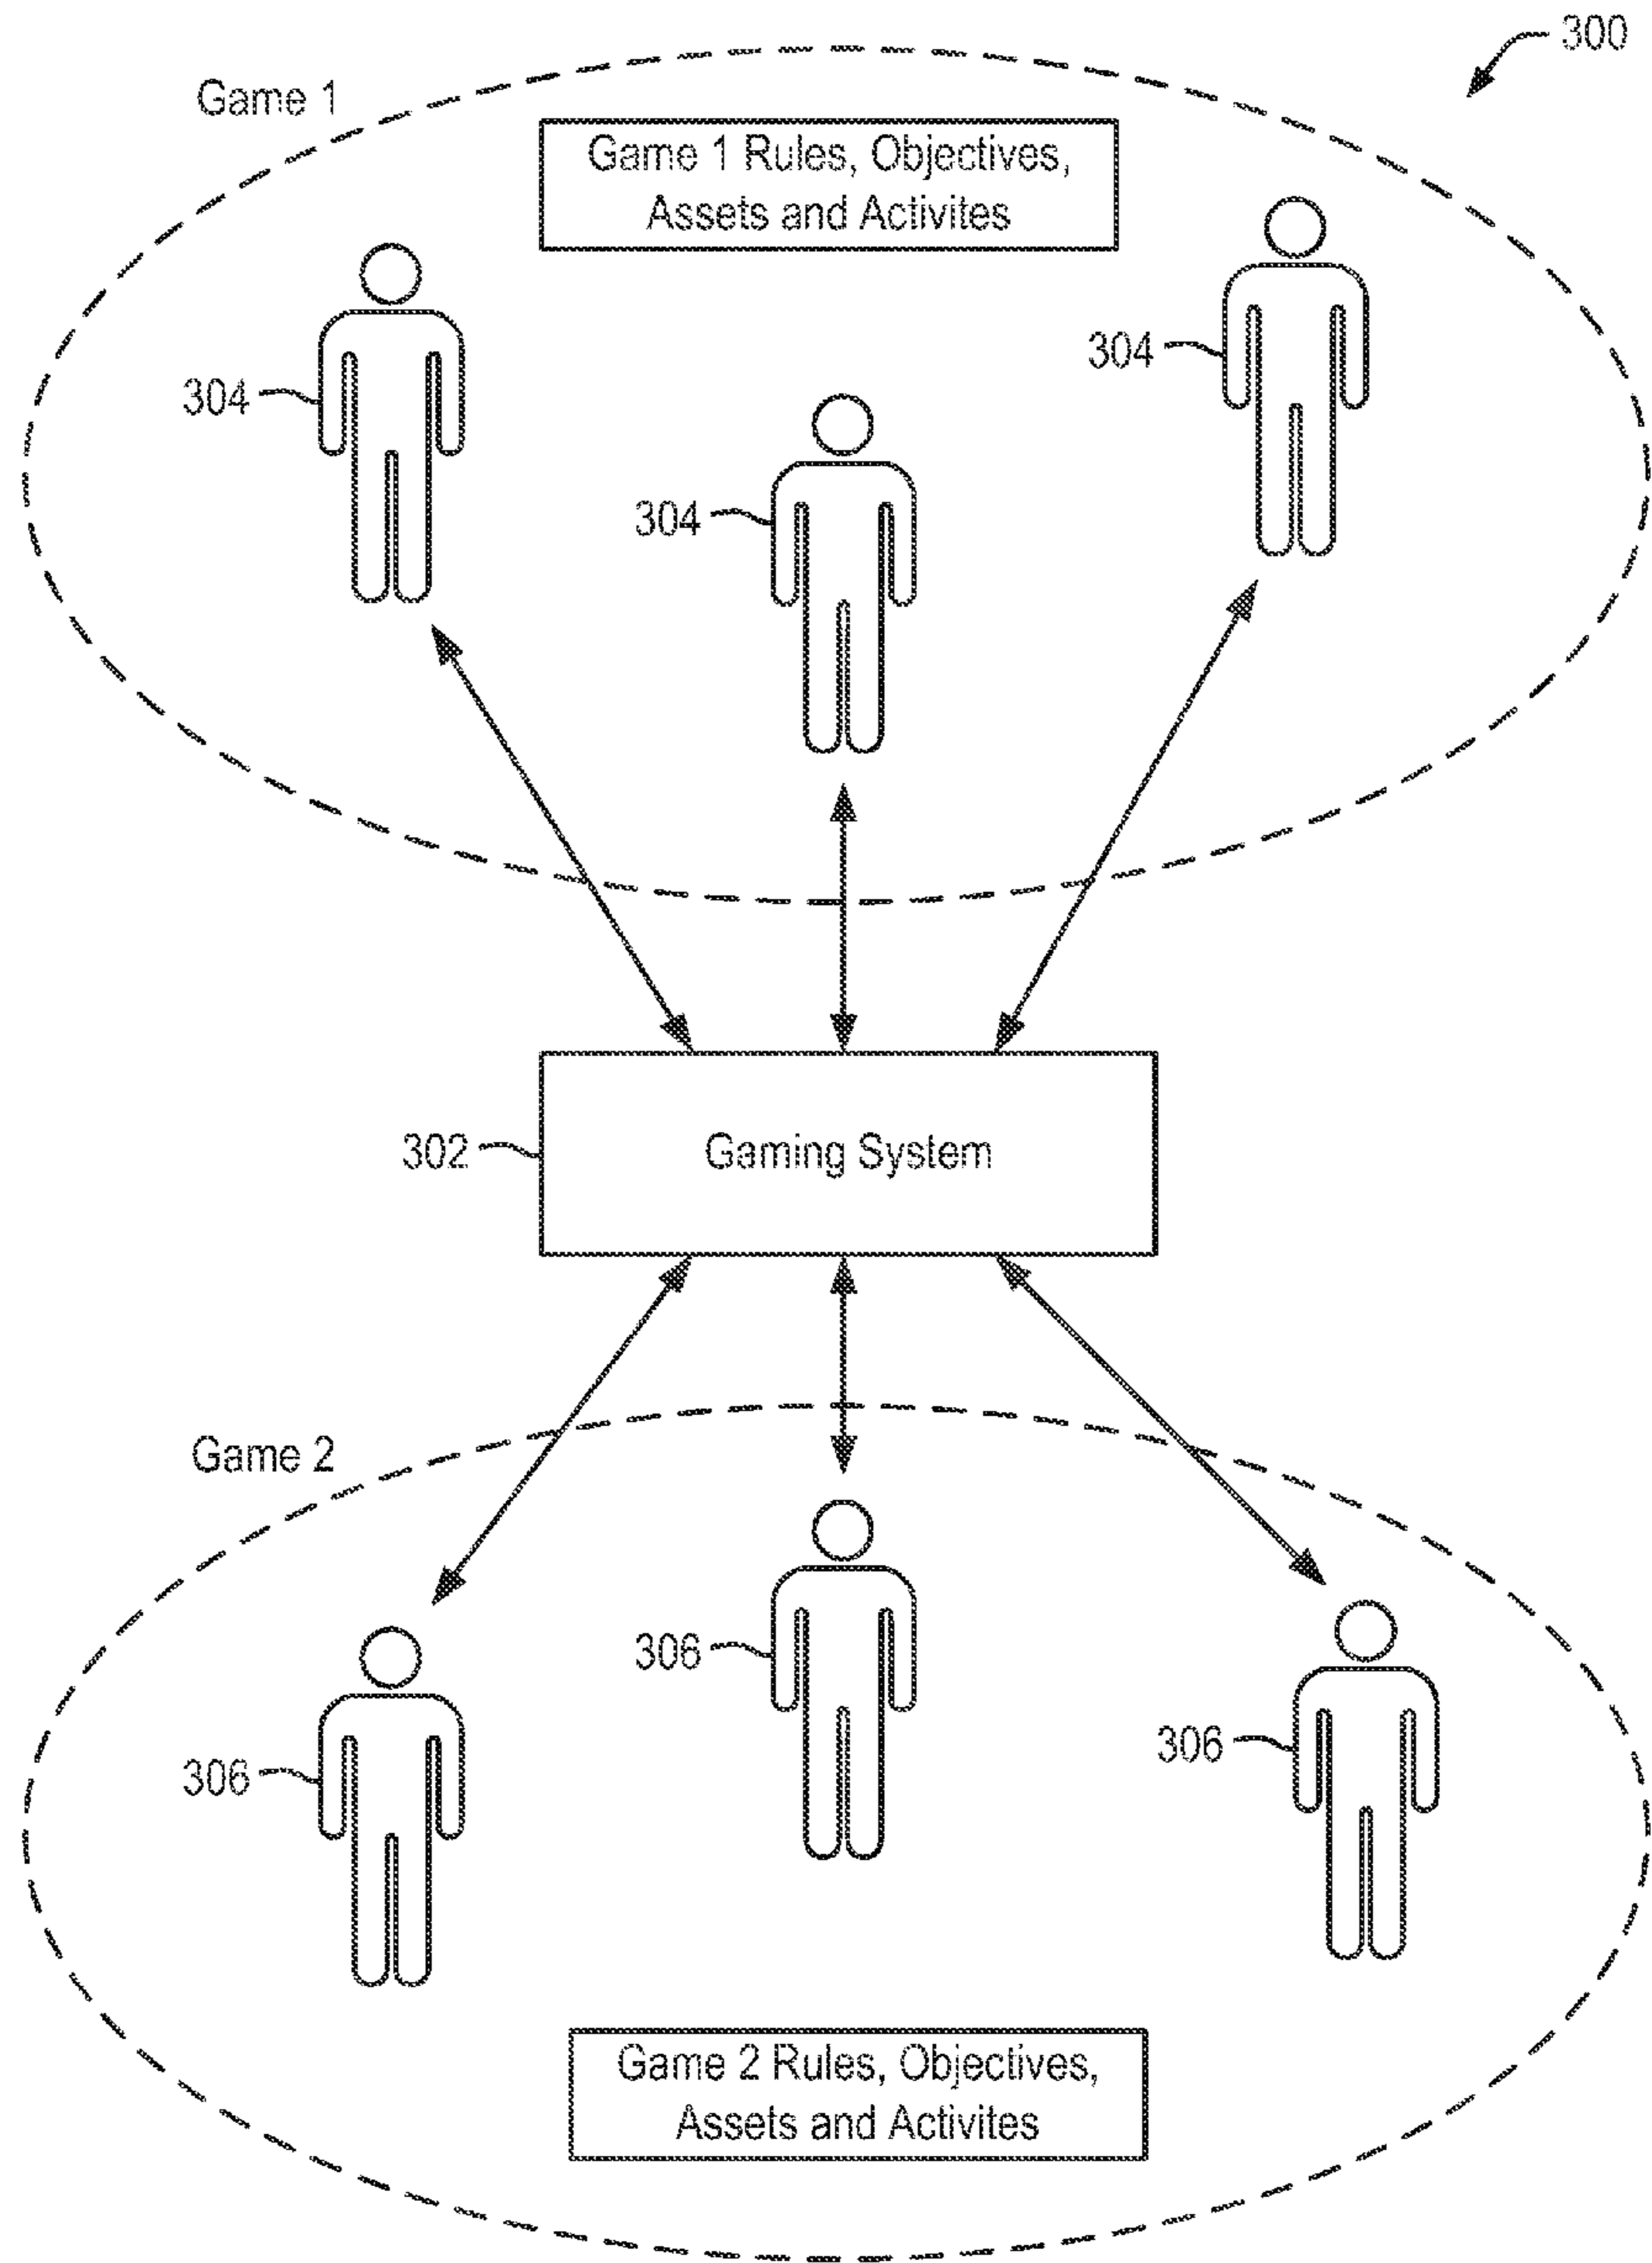 300
Game 1
Game 1 Rules, Objectives,
Assets and Activites
304
304
304
302
Gaming System
Game 2
306
306
306
Game 2 Rules, Objectives,
Assets and Activites